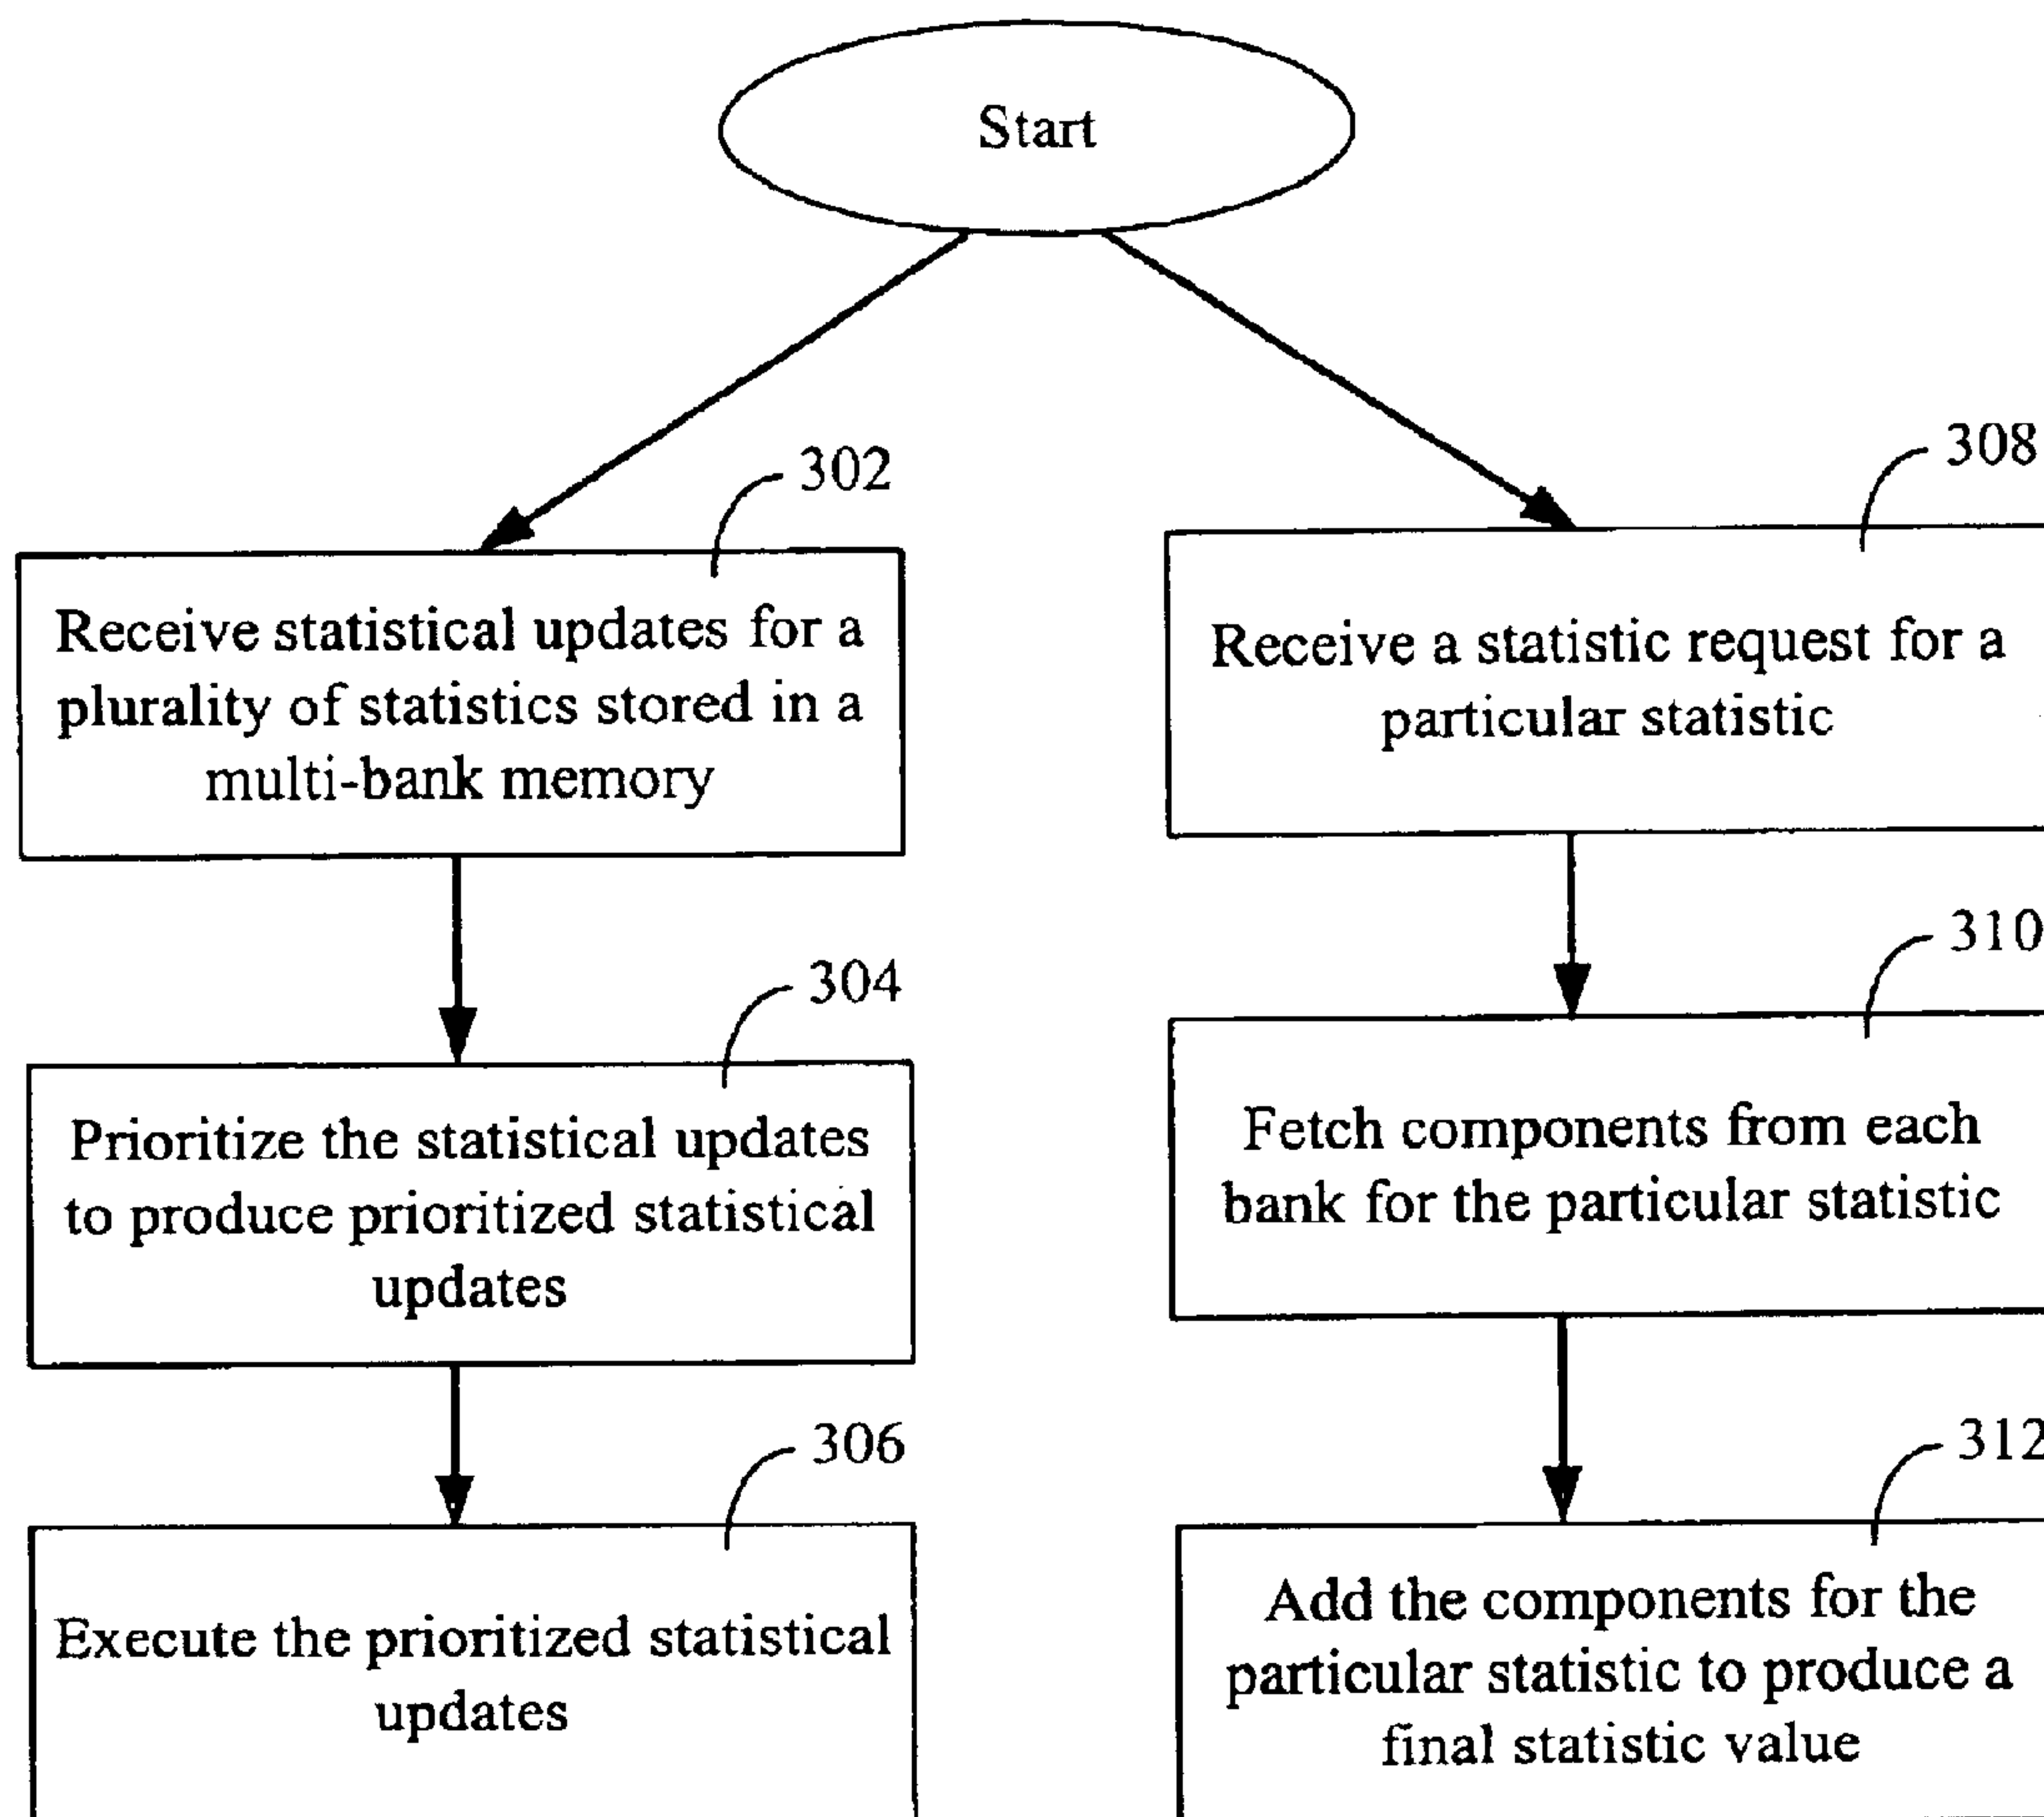 Start
302
Receive statistical updates for a
plurality of statistics stored in a
multi-bank memory
304
Prioritize the statistical updates
to produce prioritized statistical
updates
306
Execute the prioritized statistical
updates
308
Receive a statistic request for a
particular statistic
310
Fetch components from each
bank for the particular statistic
312
Add the components for the
particular statistic to produce a
final statistic value